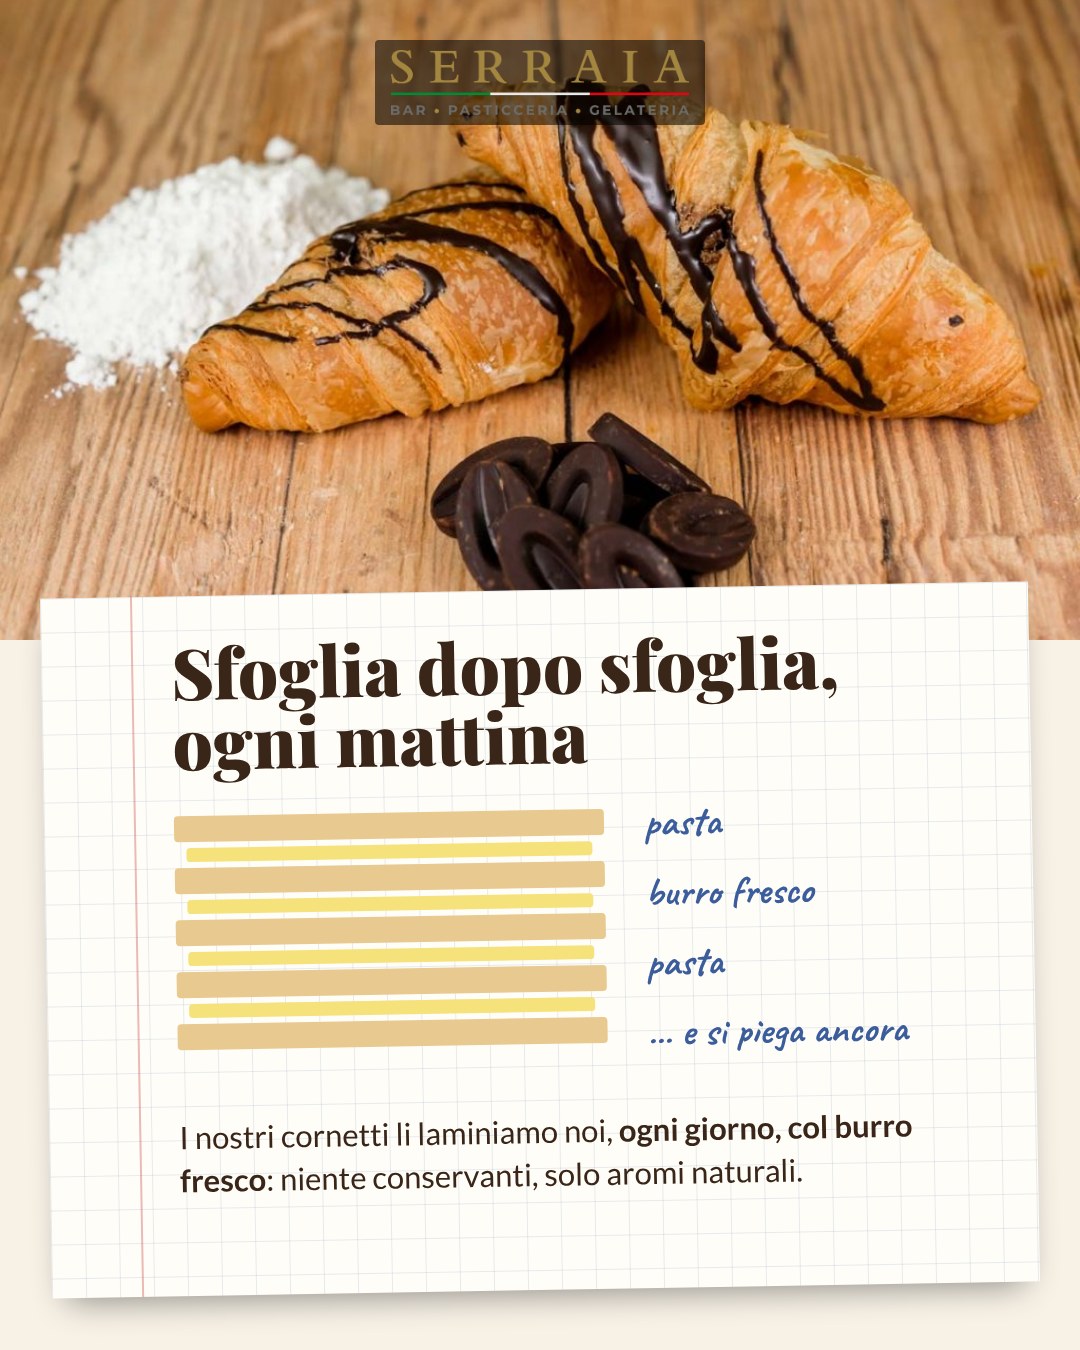 SERRAIA
BAR • PASTICCERIA • GELATERIA
Sfoglia dopo sfoglia,
ogni mattina
pasta
burro fresco
pasta
... e si piega ancora
I nostri cornetti li laminiamo noi, ogni giorno, col burro
fresco: niente conservanti, solo aromi naturali.